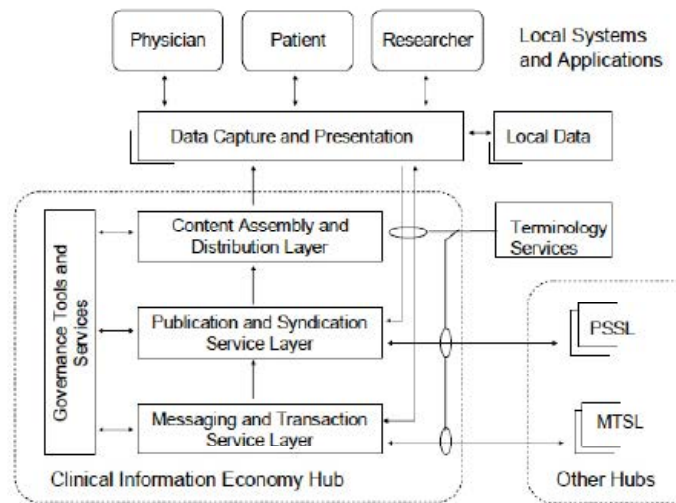 Physician
Patient
Researcher
Local Systems
and Applications
Data Capture and Presentation
Local Data
Content Assembly and
Distribution Layer
Terminology
Services
Governance Tools and
Services
Publication and Syndication
Service Layer
PSSL
Messaging and Transaction
Service Layer
MTSL
Clinical Information Economy Hub
Other Hubs